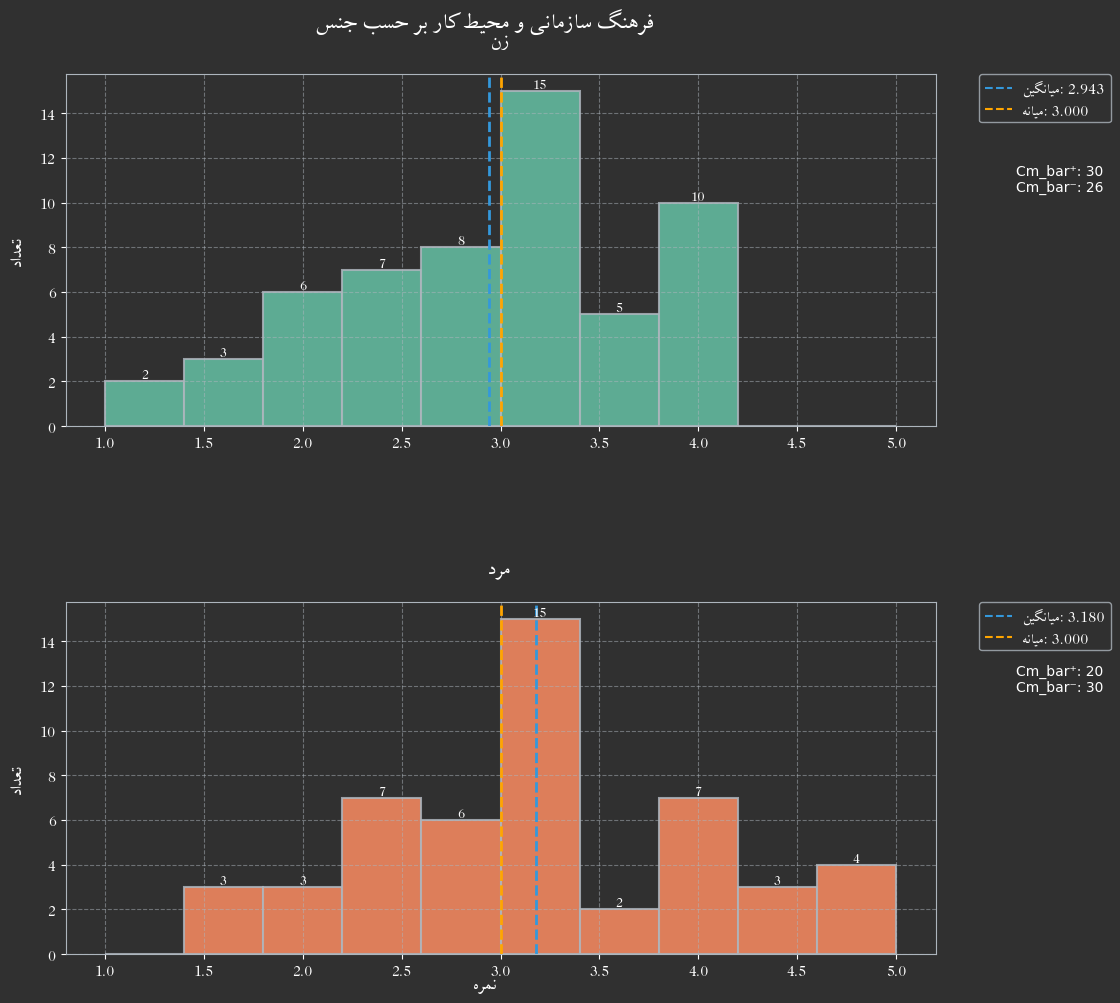 فرهنگ سازمانی و محیط کار بر حسب جنس
زن
15
10
8
7
6
5
3
2
14
12
10
8
6
4
2
0
تعداد
1.0 1.5 2.0 2.5 3.0 3.5 4.0 4.5 5.0
میانگین: 2.943
میانه: 3.000
Cm_bar⁺: 30
Cm_bar⁻: 26
مرد
15
7
7
6
4
3
3
3
2
14
12
10
8
6
4
2
0
تعداد
1.0 1.5 2.0 2.5 3.0 3.5 4.0 4.5 5.0
نمره
میانگین: 3.180
میانه: 3.000
Cm_bar⁺: 20
Cm_bar⁻: 30